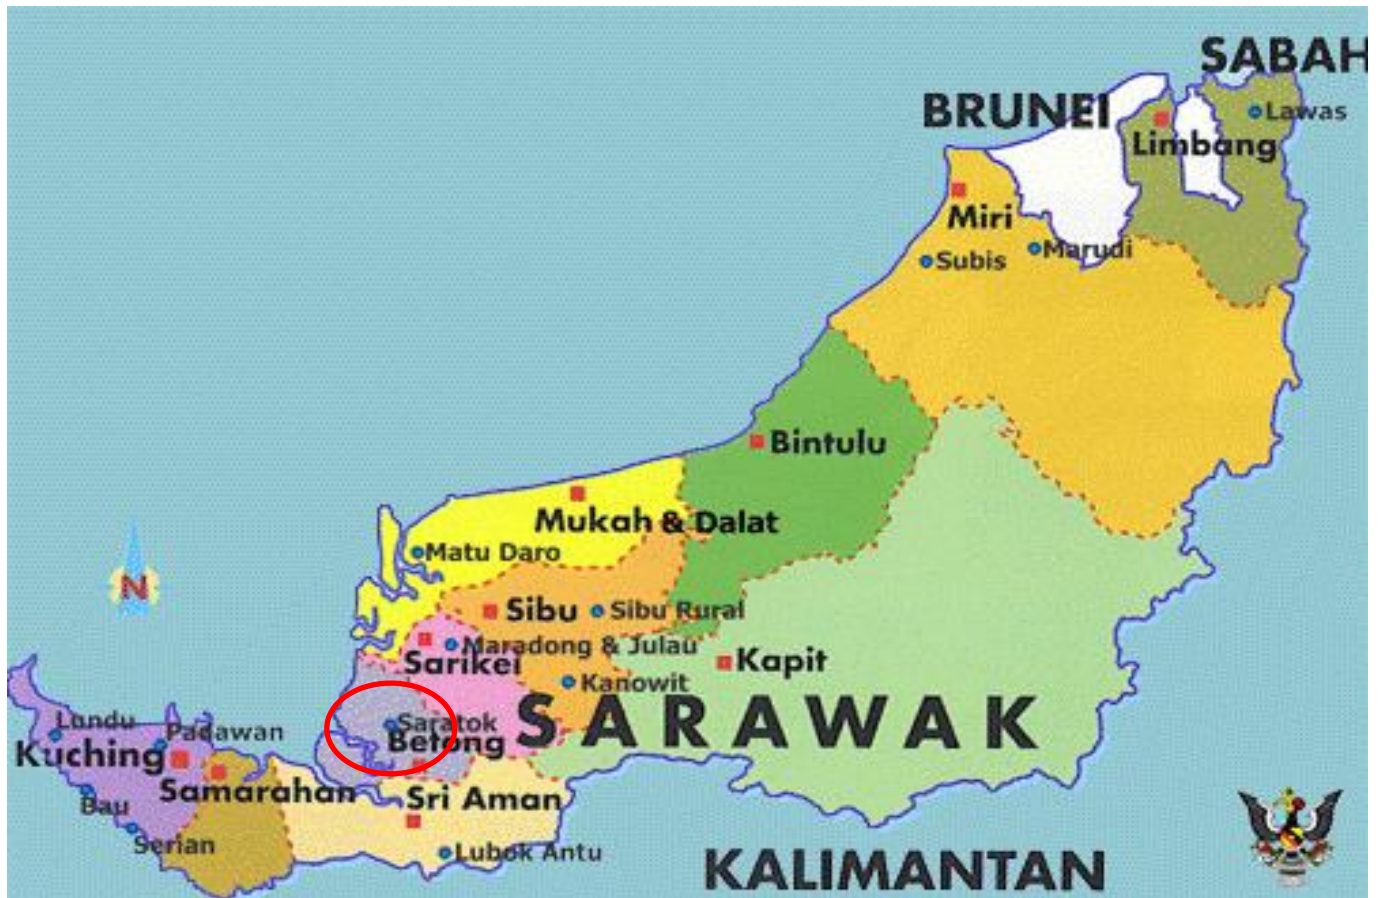 SABAH
BRUNEI
Lawas
Limbang
Miri
Marudi
Subis
Bintulu
Mukah & Dalat
Matu Daro
N
Sibu
Sibu Rural
Maradong & Julau
Sarikei
Kapit
Kanowit
SARAWAK
Lundu
Padawan
Saratok
Betong
Kuching
Samarahan
Sri Aman
Bau
Serian
Lubok Antu
KALIMANTAN